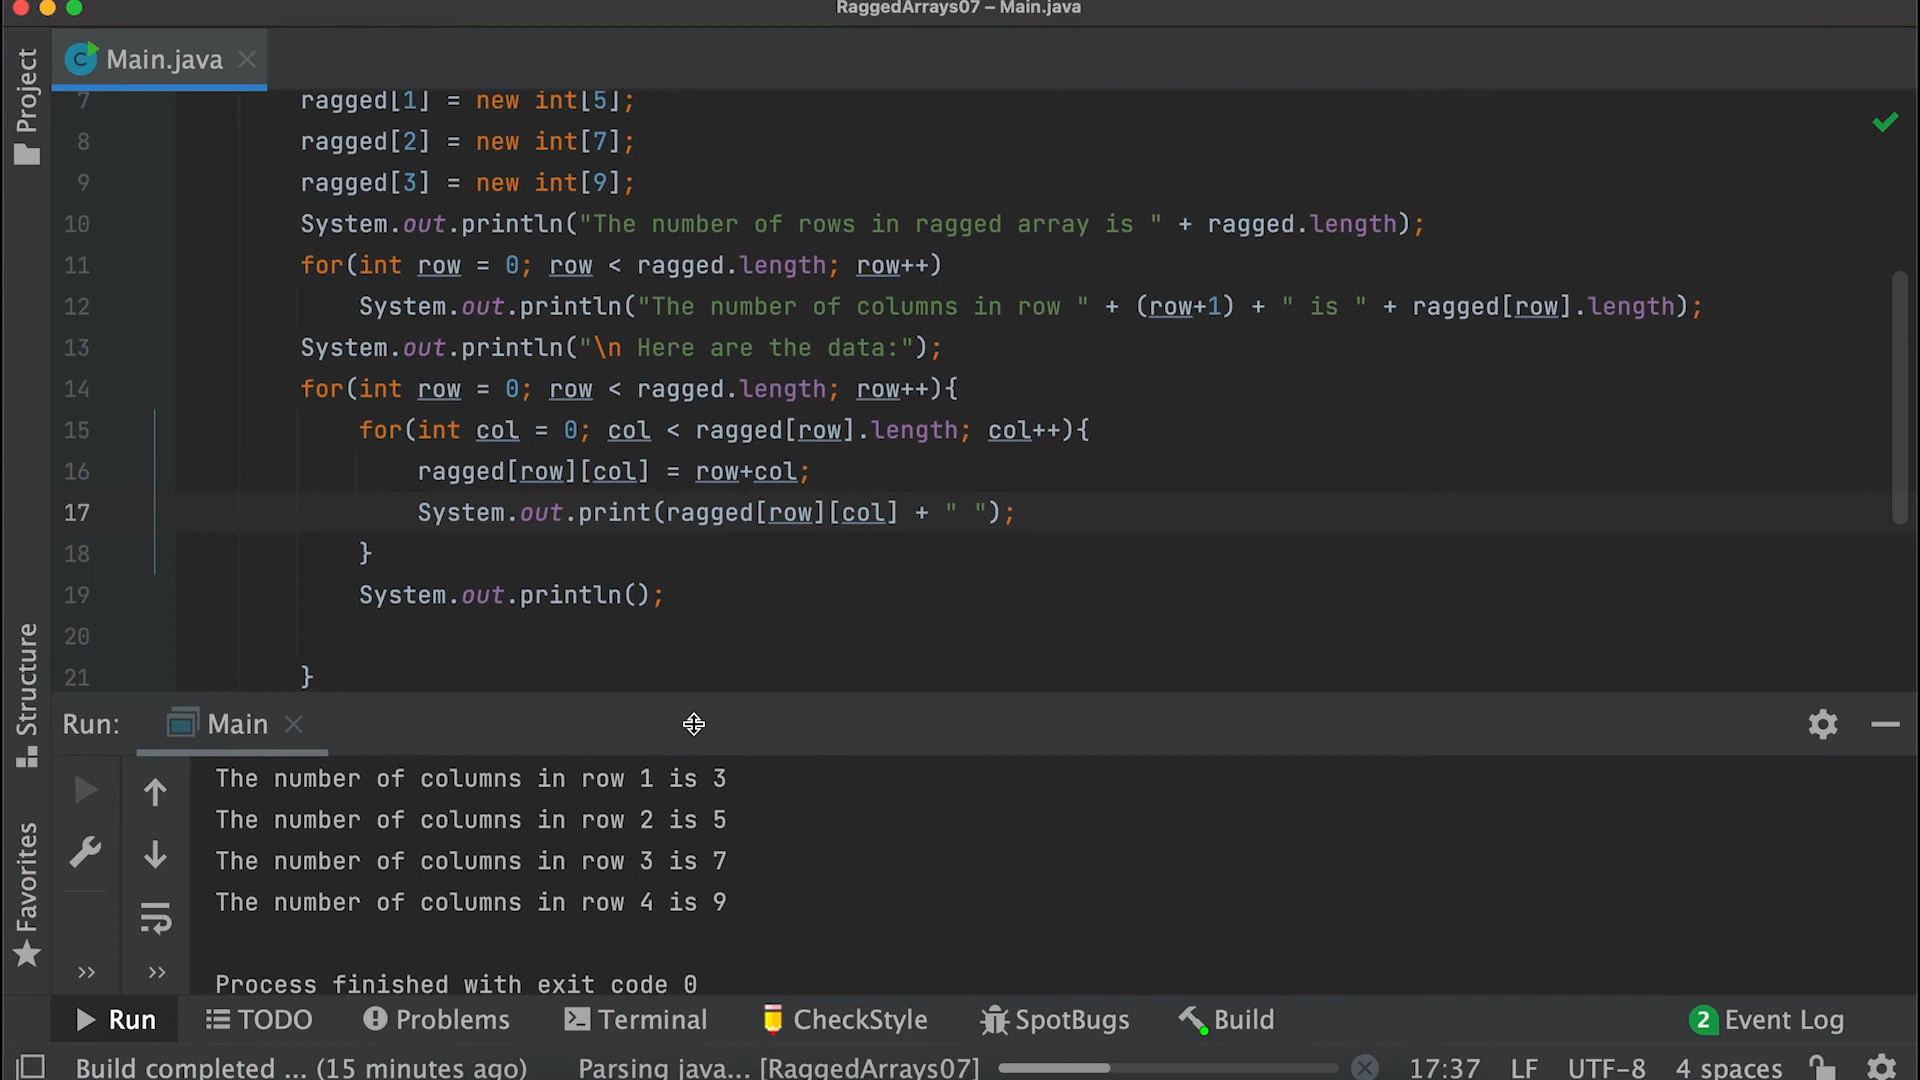 RaggedArrays07 – Main.java
Project
Main.java
7 ragged[1] = new int[5];
8 ragged[2] = new int[7];
9 ragged[3] = new int[9];
10 System.out.println("The number of rows in ragged array is " + ragged.length);
11 for(int row = 0; row < ragged.length; row++)
12 System.out.println("The number of columns in row " + (row+1) + " is " + ragged[row].length);
13 System.out.println("\n Here are the data:");
14 for(int row = 0; row < ragged.length; row++){
15 for(int col = 0; col < ragged[row].length; col++){
16 ragged[row][col] = row+col;
17 System.out.print(ragged[row][col] + " ");
18 }
19 System.out.println();
20
21 }
Structure
Favorites
Run: Main
The number of columns in row 1 is 3
The number of columns in row 2 is 5
The number of columns in row 3 is 7
The number of columns in row 4 is 9
Process finished with exit code 0
Run TODO Problems Terminal CheckStyle SpotBugs Build 2 Event Log
Build completed ... (15 minutes ago) Parsing java... [RaggedArrays07] 17:37 LF UTF-8 4 spaces